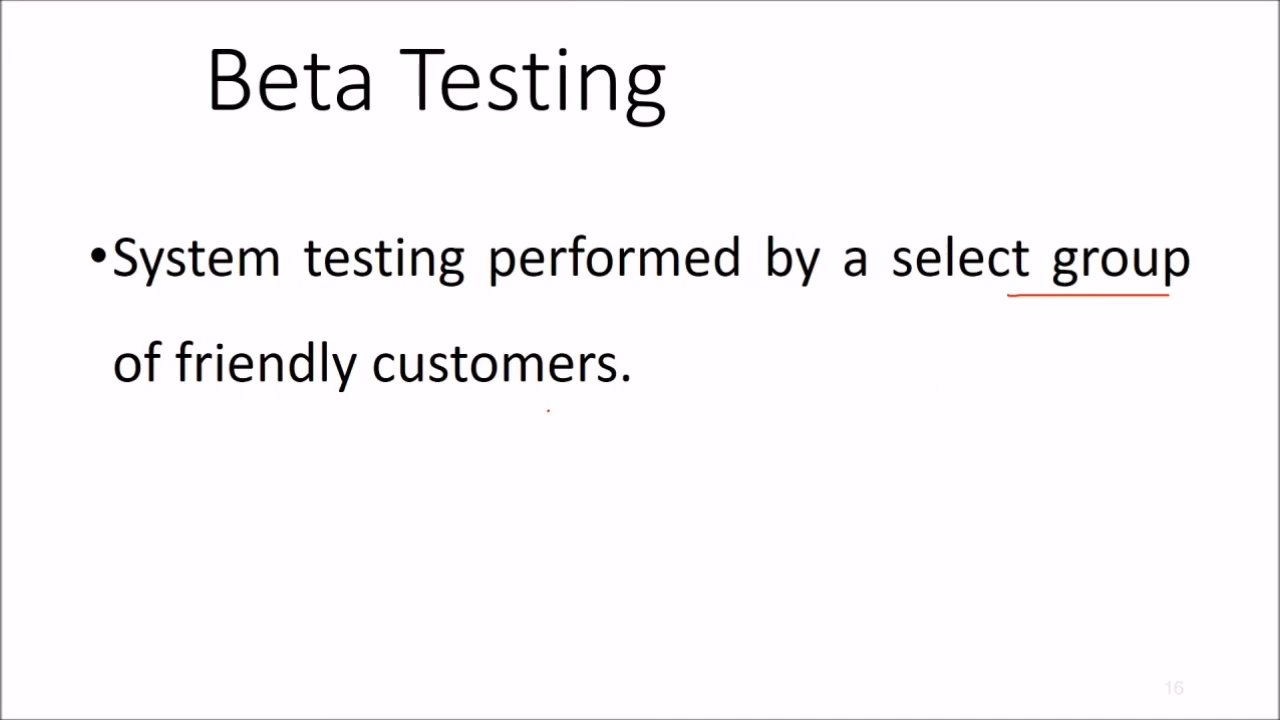 Beta Testing
•System testing performed by a select group
of friendly customers.
16